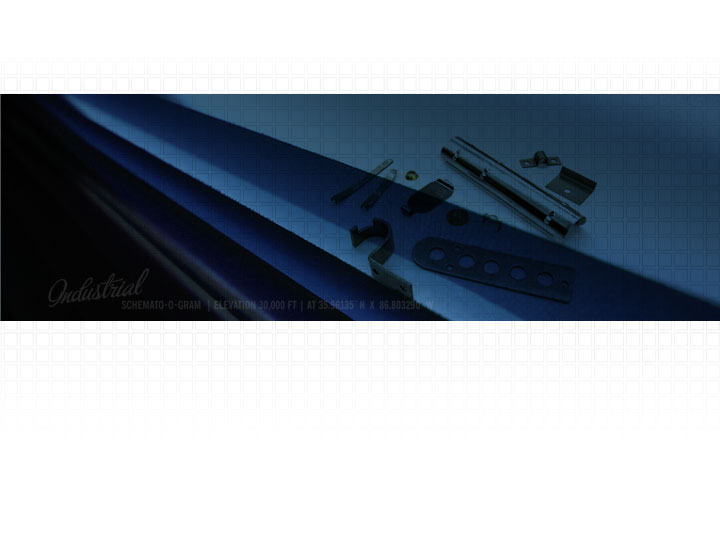 Industrial
SCHEMATO-O-GRAM | ELEVATION 30,000 FT | AT 35.96135° N X 86.803290° W